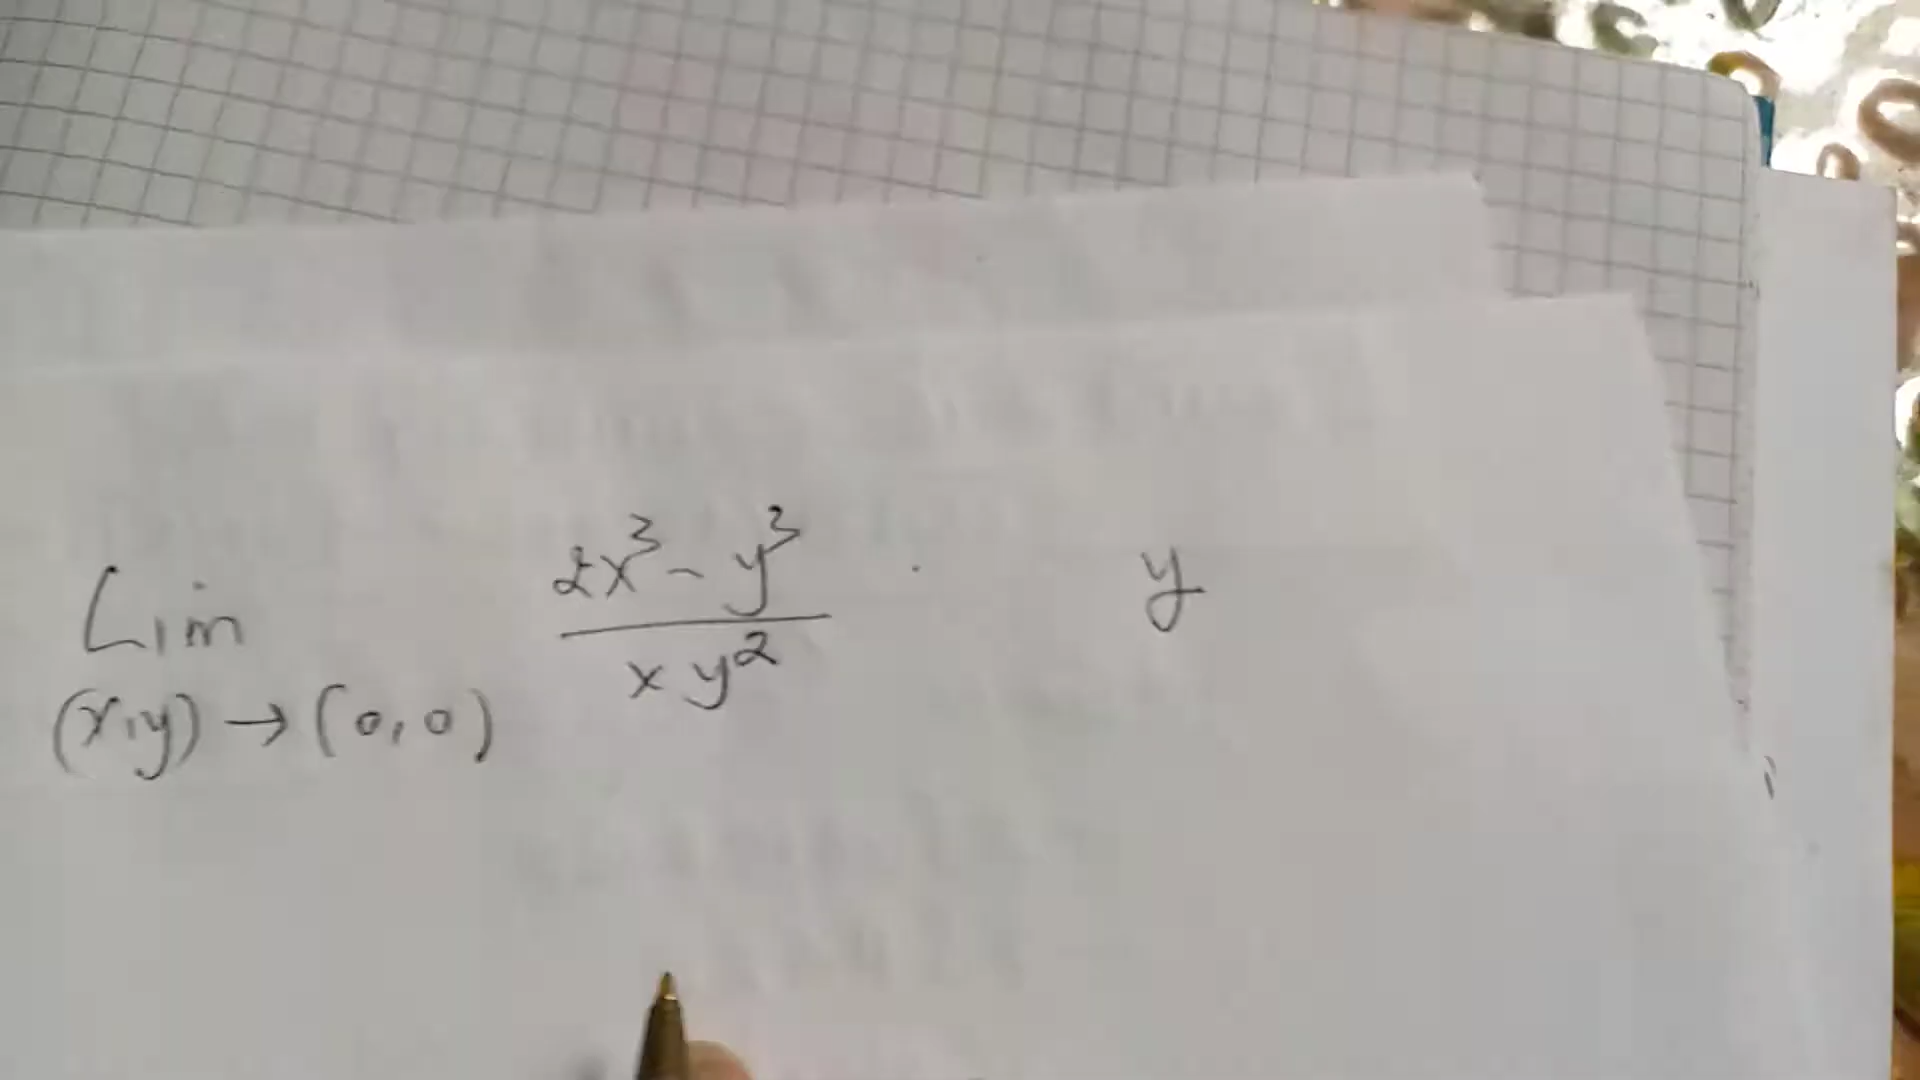 Lim 2x³ - y³ / xy² y
(x,y) → (0,0)